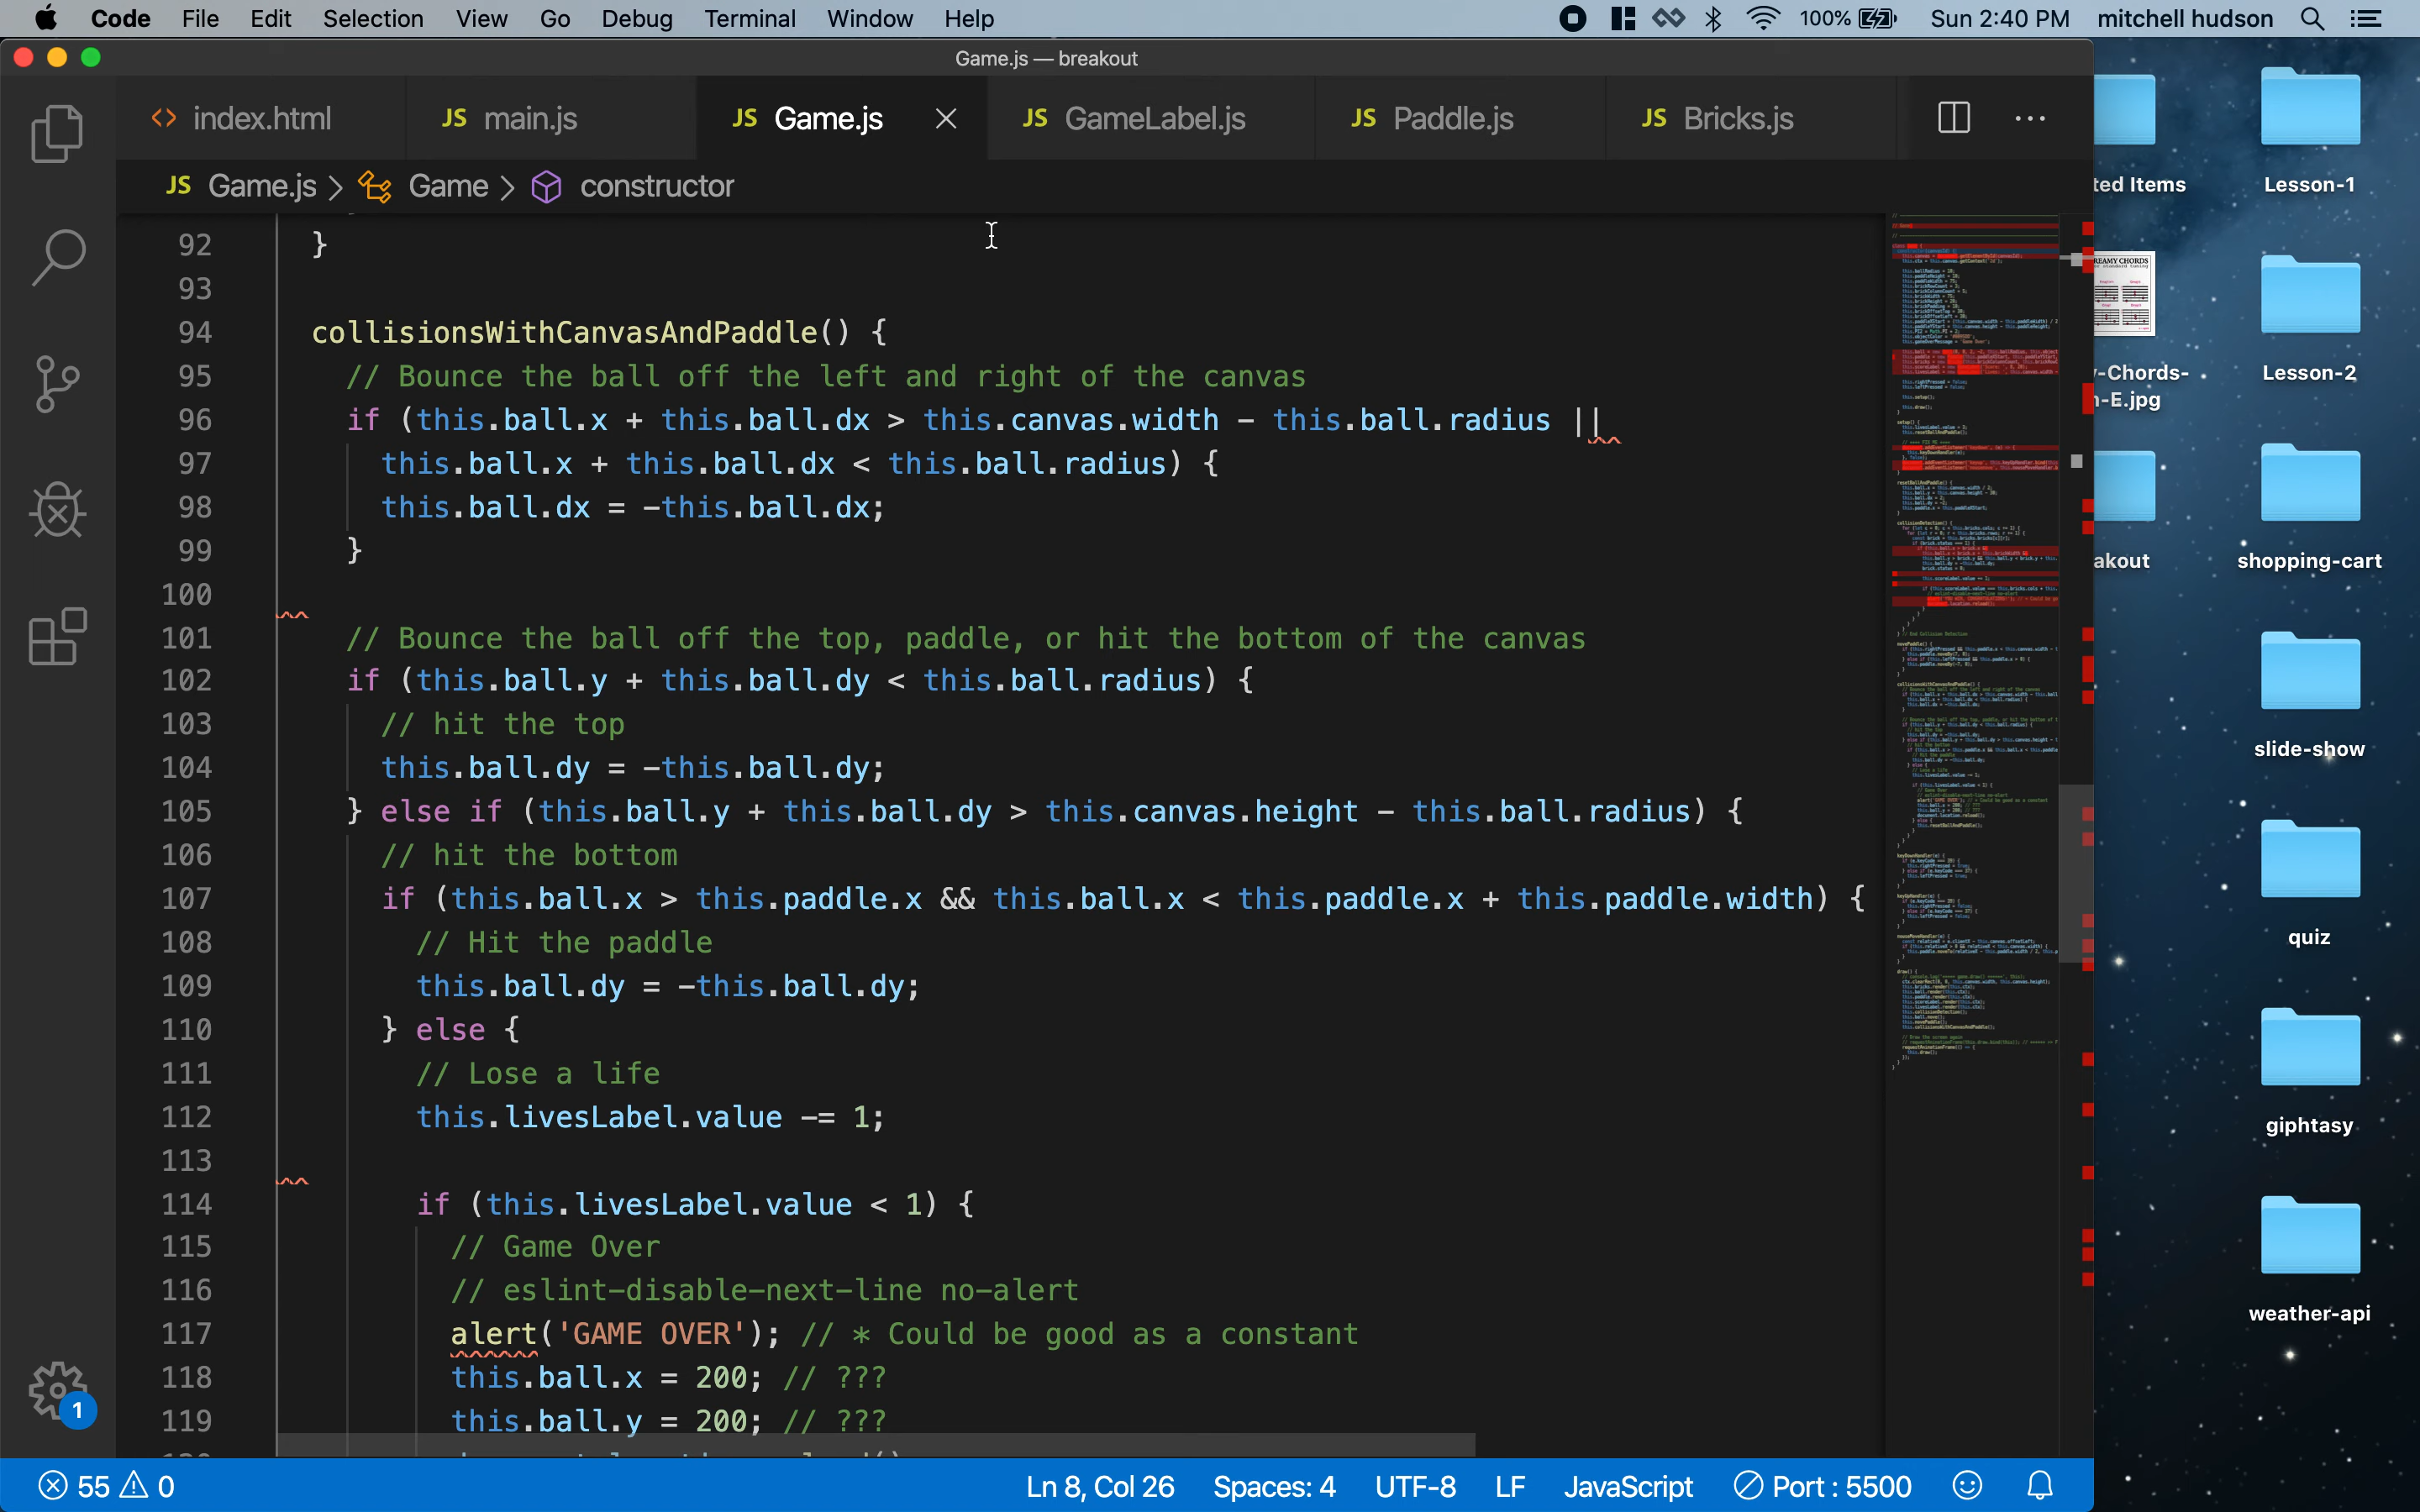 Code File Edit Selection View Go Debug Terminal Window Help 100% Sun 2:40 PM mitchell hudson
Game.js — breakout
<> index.html JS main.js JS Game.js JS GameLabel.js JS Paddle.js JS Bricks.js ...
JS Game.js > Game > constructor
92 }
93
94 collisionsWithCanvasAndPaddle() {
95 // Bounce the ball off the left and right of the canvas
96 if (this.ball.x + this.ball.dx > this.canvas.width - this.ball.radius ||
97 this.ball.x + this.ball.dx < this.ball.radius) {
98 this.ball.dx = -this.ball.dx;
99 }
100
101 // Bounce the ball off the top, paddle, or hit the bottom of the canvas
102 if (this.ball.y + this.ball.dy < this.ball.radius) {
103 // hit the top
104 this.ball.dy = -this.ball.dy;
105 } else if (this.ball.y + this.ball.dy > this.canvas.height - this.ball.radius) {
106 // hit the bottom
107 if (this.ball.x > this.paddle.x && this.ball.x < this.paddle.x + this.paddle.width) {
108 // Hit the paddle
109 this.ball.dy = -this.ball.dy;
110 } else {
111 // Lose a life
112 this.livesLabel.value -= 1;
113
114 if (this.livesLabel.value < 1) {
115 // Game Over
116 // eslint-disable-next-line no-alert
117 alert('GAME OVER'); // * Could be good as a constant
118 this.ball.x = 200; // ???
119 this.ball.y = 200; // ???
1
55 0 Ln 8, Col 26 Spaces: 4 UTF-8 LF JavaScript Port : 5500
ted Items
Lesson-1
REAMY CHORDS
y-Chords-
n-E.jpg
Lesson-2
akout
shopping-cart
slide-show
quiz
giphtasy
weather-api